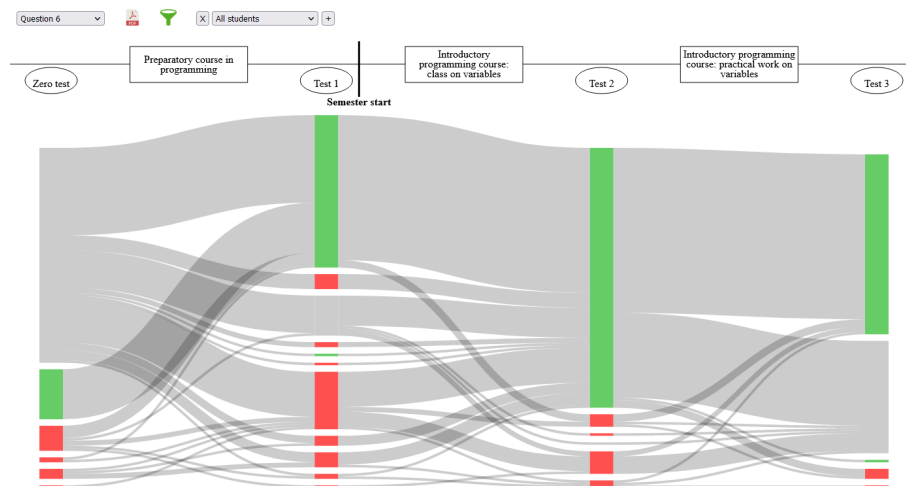 Question 6
PDF
X
All students
+
Preparatory course in
programming
Introductory
programming course:
class on variables
Introductory programming
course: practical work on
variables
Zero test
Test 1
Test 2
Test 3
Semester start